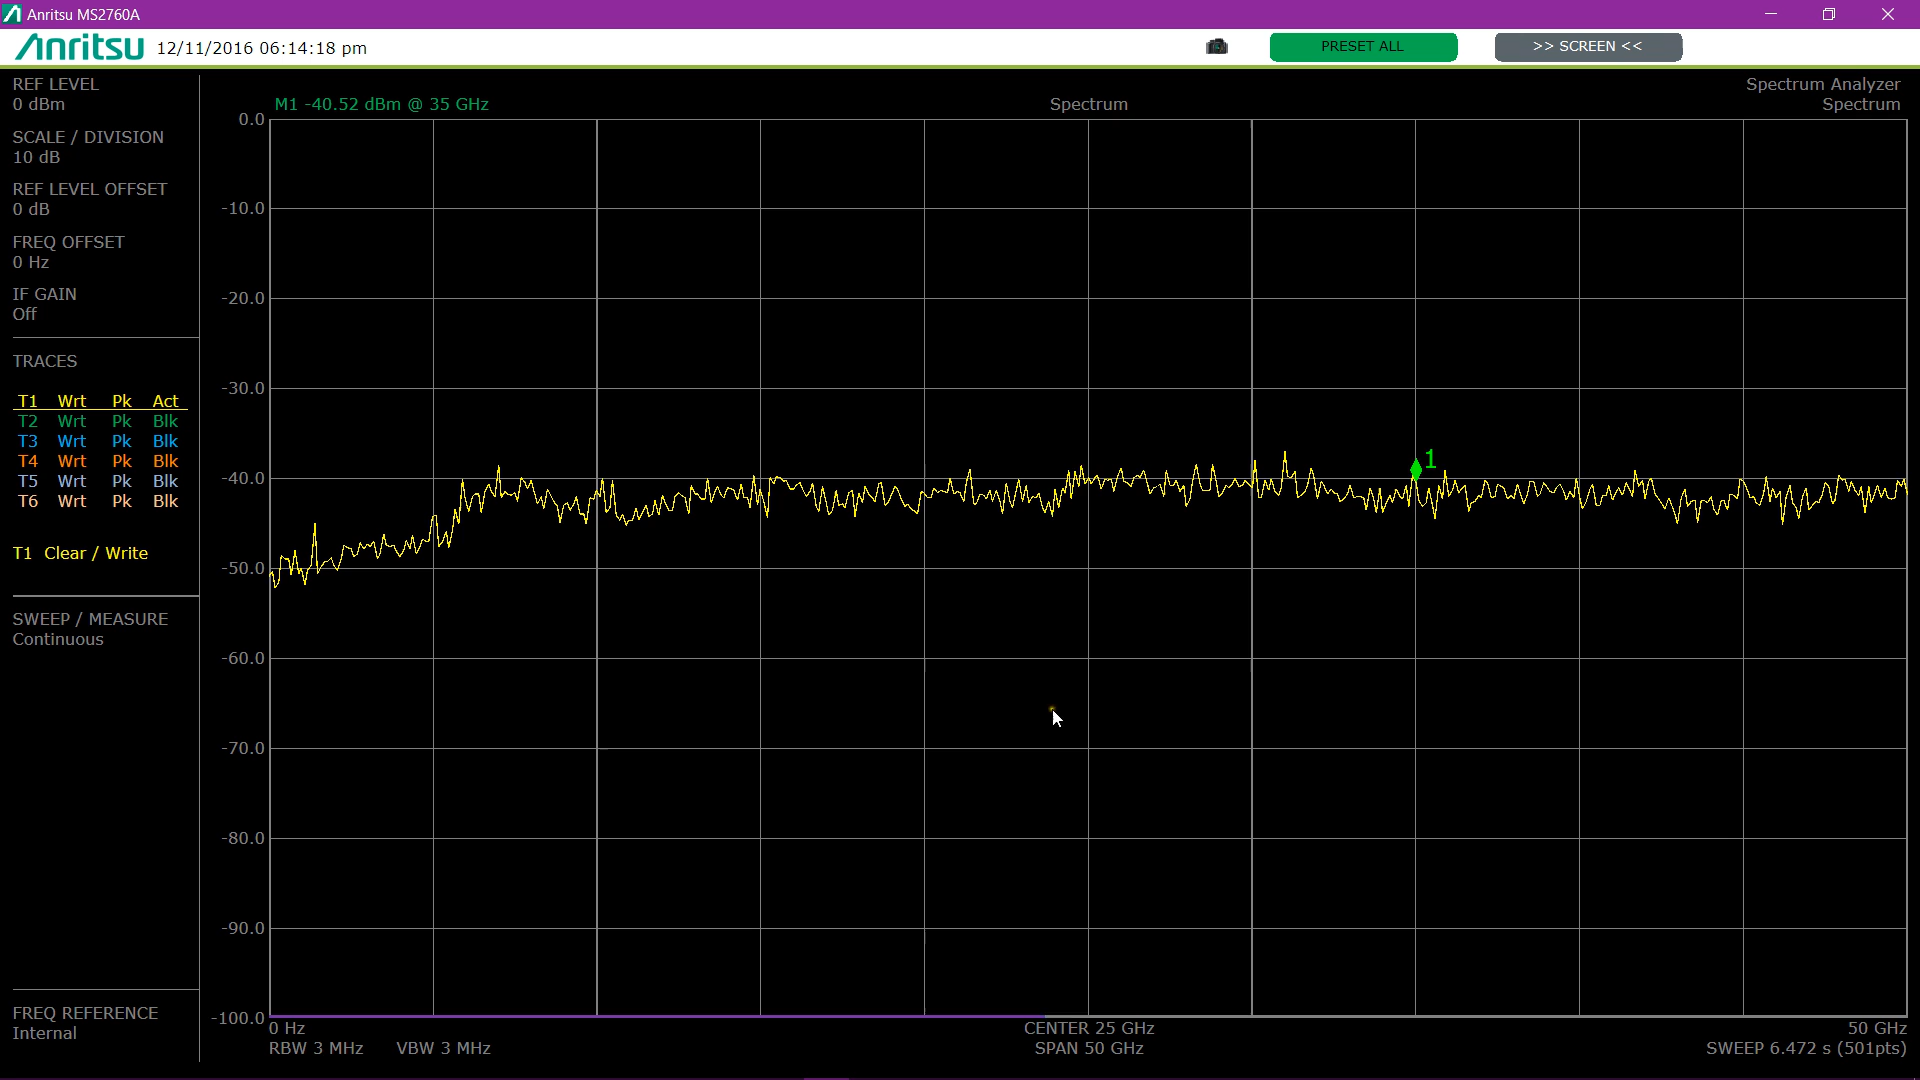 Anritsu MS2760A
Anritsu 12/11/2016 06:14:18 pm
PRESET ALL
>> SCREEN <<
REF LEVEL
0 dBm
SCALE / DIVISION
10 dB
REF LEVEL OFFSET
0 dB
FREQ OFFSET
0 Hz
IF GAIN
Off
TRACES
T1 Wrt Pk Act
T2 Wrt Pk Blk
T3 Wrt Pk Blk
T4 Wrt Pk Blk
T5 Wrt Pk Blk
T6 Wrt Pk Blk
T1 Clear / Write
SWEEP / MEASURE
Continuous
FREQ REFERENCE
Internal
Spectrum Analyzer
Spectrum
M1 -40.52 dBm @ 35 GHz
Spectrum
0.0
-10.0
-20.0
-30.0
-40.0
-50.0
-60.0
-70.0
-80.0
-90.0
-100.0
1
0 Hz
CENTER 25 GHz
50 GHz
RBW 3 MHz
VBW 3 MHz
SPAN 50 GHz
SWEEP 6.472 s (501pts)